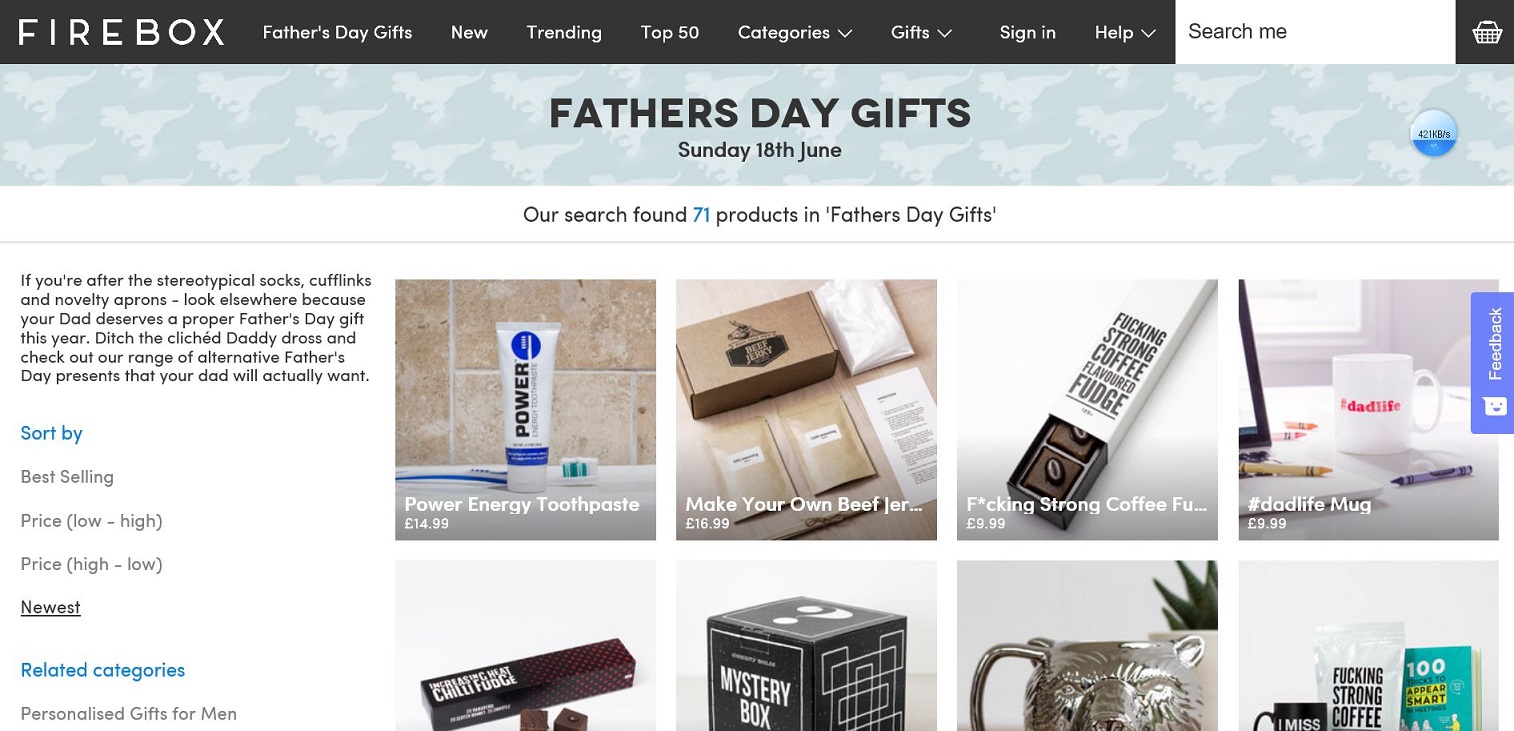 FIREBOX
Father's Day Gifts
New
Trending
Top 50
Categories
Gifts
Sign in
Help
Search me
FATHERS DAY GIFTS
Sunday 18th June
421KB/s
Our search found 71 products in 'Fathers Day Gifts'
If you're after the stereotypical socks, cufflinks
and novelty aprons - look elsewhere because
your Dad deserves a proper Father's Day gift
this year. Ditch the clichéd Daddy dross and
check out our range of alternative Father's
Day presents that your dad will actually want.
Sort by
Best Selling
Price (low - high)
Price (high - low)
Newest
Related categories
Personalised Gifts for Men
POWER
ENERGY TOOTHPASTE
Power Energy Toothpaste
£14.99
BEEF
JERKY
Make Your Own Beef Jer...
£16.99
FUCKING
STRONG
COFFEE
FLAVOURED
FUDGE
F*cking Strong Coffee Fu...
£9.99
#dadlife
#dadlife Mug
£9.99
Feedback
INCREASING HEAT
CHILLI FUDGE
MYSTERY
BOX
I MISS
FUCKING
STRONG
COFFEE
100
TRICKS TO
APPEAR
SMART
IN MEETINGS